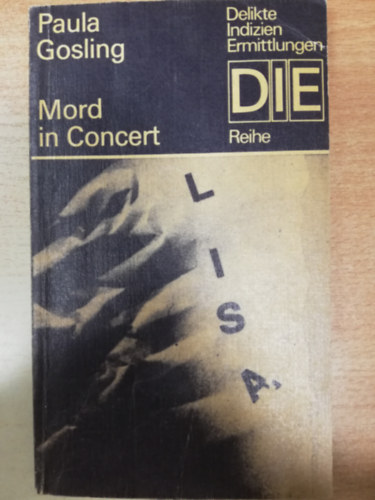 Paula
Gosling
Mord
in Concert
Delikte
Indizien
Ermittlungen
DIE
Reihe
L
I
S
A.